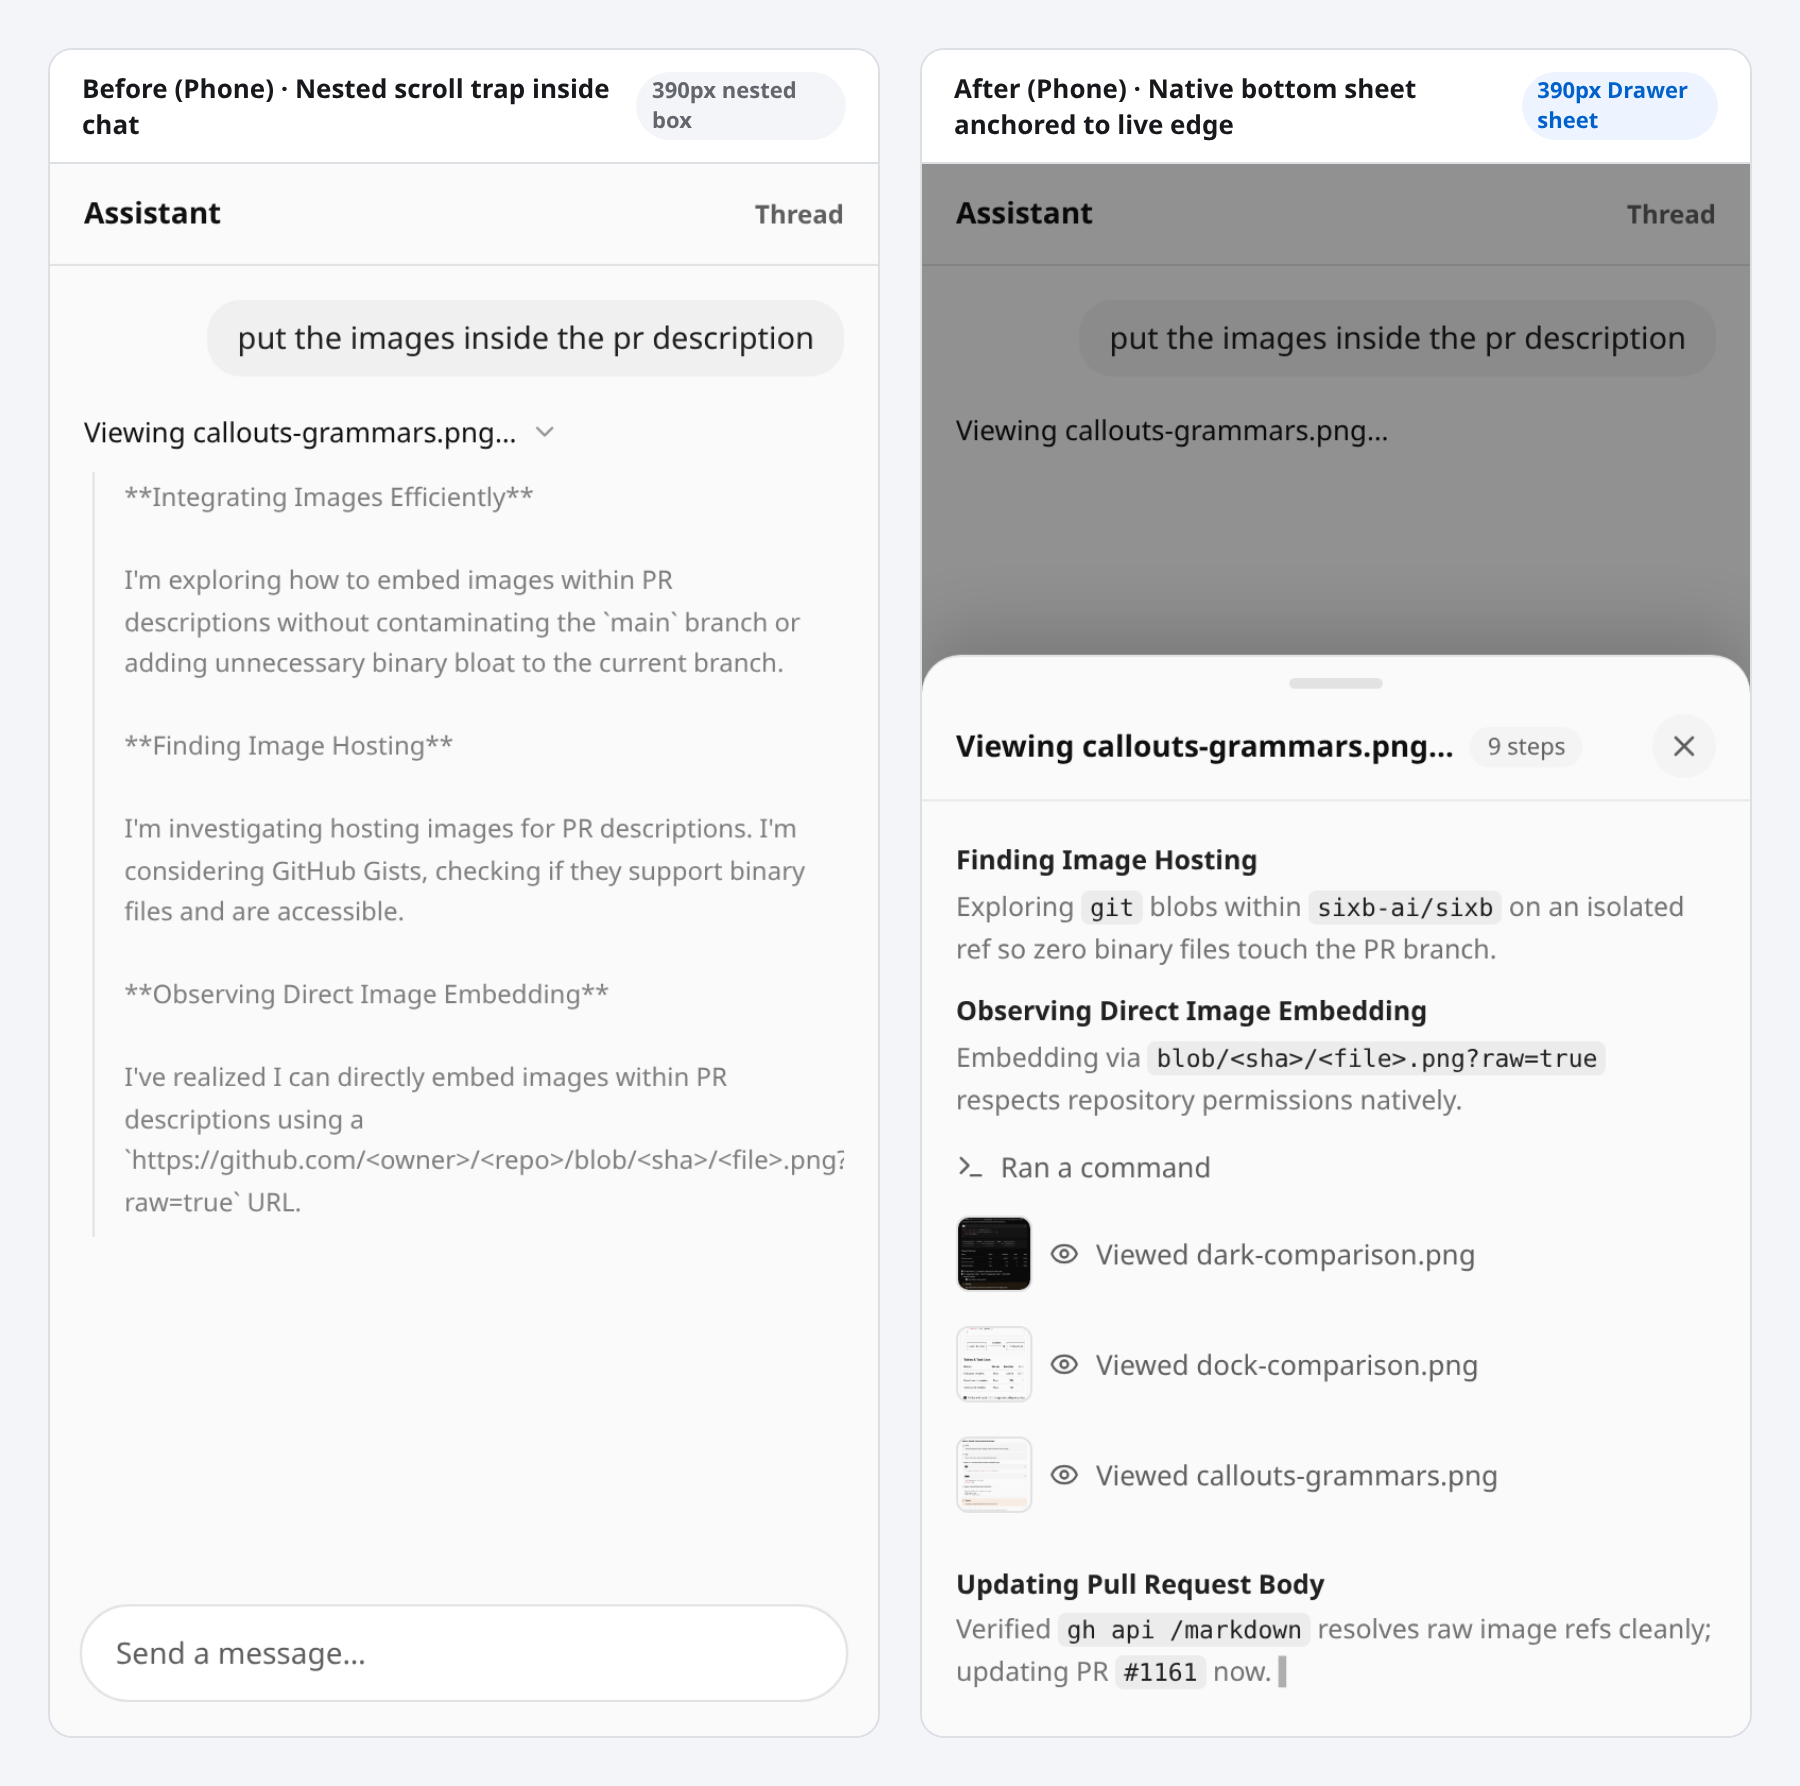 Before (Phone) · Nested scroll trap inside
chat
390px nested
box
Assistant
Thread
put the images inside the pr description
Viewing callouts-grammars.png...
**Integrating Images Efficiently**
I'm exploring how to embed images within PR
descriptions without contaminating the `main` branch or
adding unnecessary binary bloat to the current branch.
**Finding Image Hosting**
I'm investigating hosting images for PR descriptions. I'm
considering GitHub Gists, checking if they support binary
files and are accessible.
**Observing Direct Image Embedding**
I've realized I can directly embed images within PR
descriptions using a
`https://github.com/<owner>/<repo>/blob/<sha>/<file>.png?
raw=true` URL.
Send a message...
After (Phone) · Native bottom sheet
anchored to live edge
390px Drawer
sheet
Assistant
Thread
put the images inside the pr description
Viewing callouts-grammars.png...
Viewing callouts-grammars.png...
9 steps
Finding Image Hosting
Exploring git blobs within sixb-ai/sixb on an isolated
ref so zero binary files touch the PR branch.
Observing Direct Image Embedding
Embedding via blob/<sha>/<file>.png?raw=true
respects repository permissions natively.
Ran a command
Viewed dark-comparison.png
Viewed dock-comparison.png
Viewed callouts-grammars.png
Updating Pull Request Body
Verified gh api /markdown resolves raw image refs cleanly;
updating PR #1161 now.